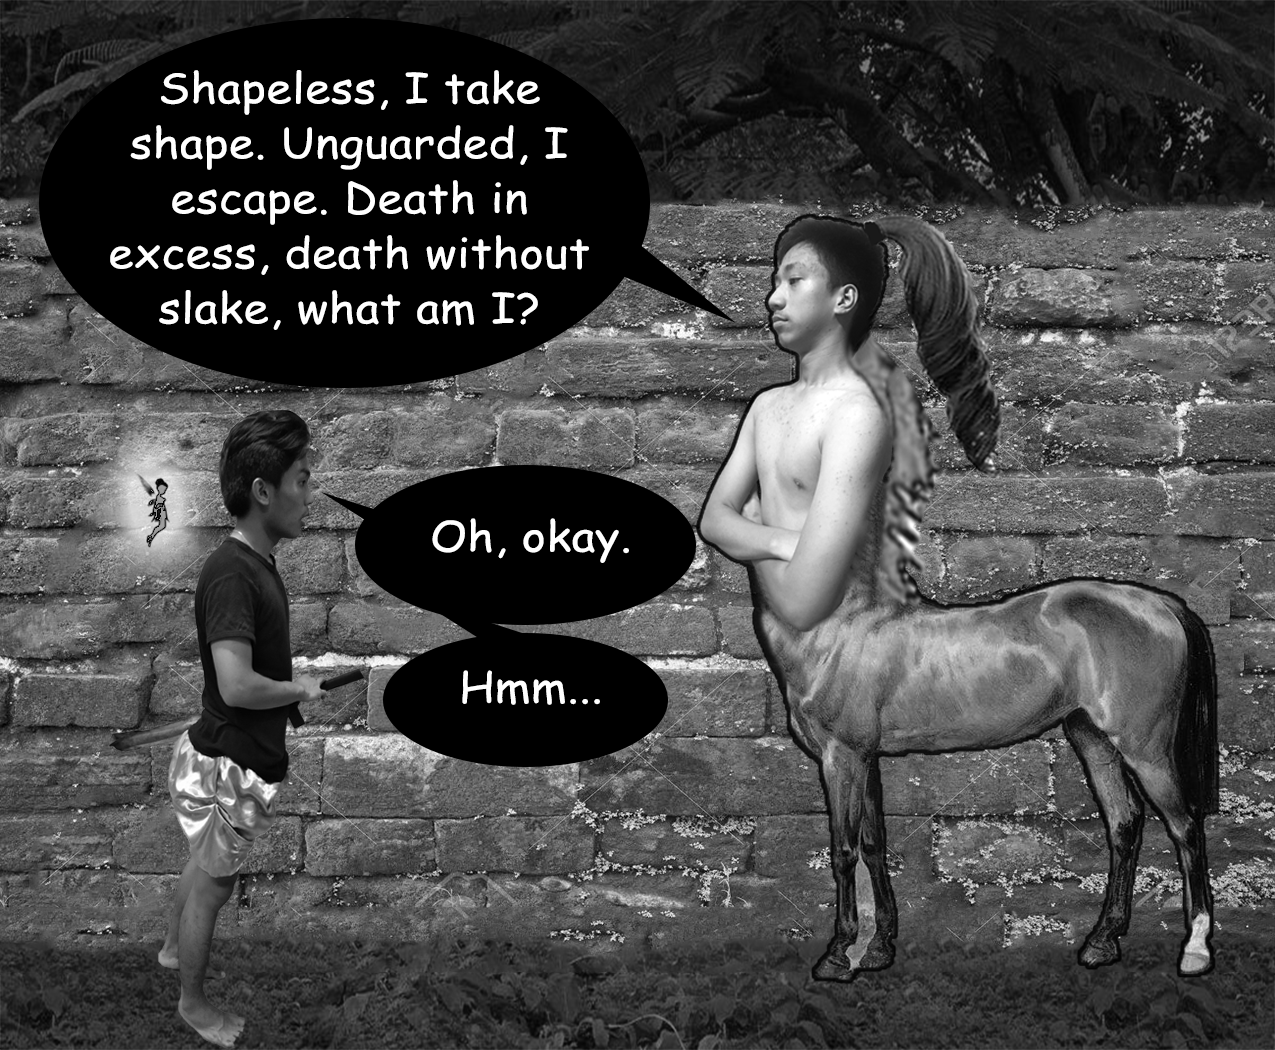 Shapeless, I take
shape. Unguarded, I
escape. Death in
excess, death without
slake, what am I?
Oh, okay.
Hmm...